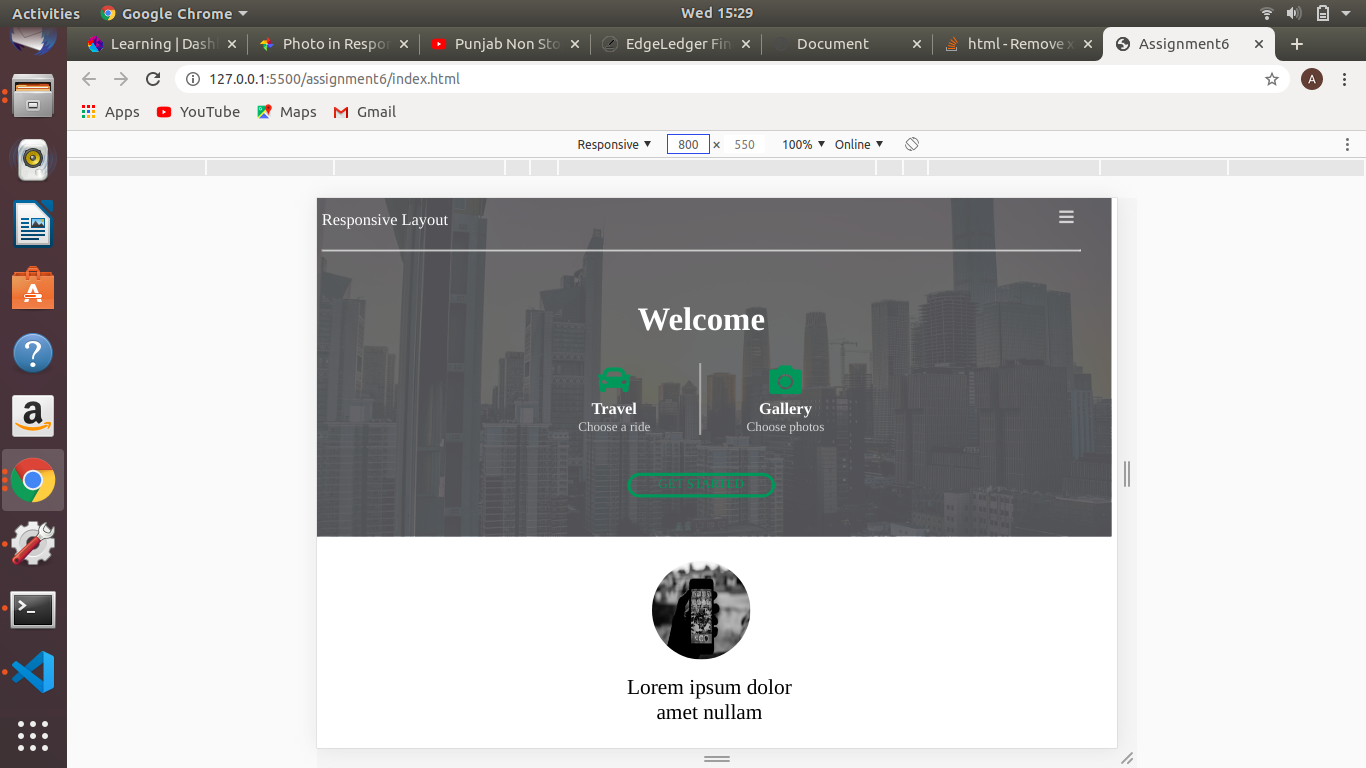 Activities Google Chrome Wed 15:29
Learning | Dash Photo in Respon Punjab Non Sto EdgeLedger Fin Document html - Remove x Assignment6
127.0.0.1:5500/assignment6/index.html A
Apps YouTube Maps Gmail
Responsive 800 × 550 100% Online
Responsive Layout
Welcome
Travel Gallery
Choose a ride Choose photos
GET STARTED
Lorem ipsum dolor
amet nullam